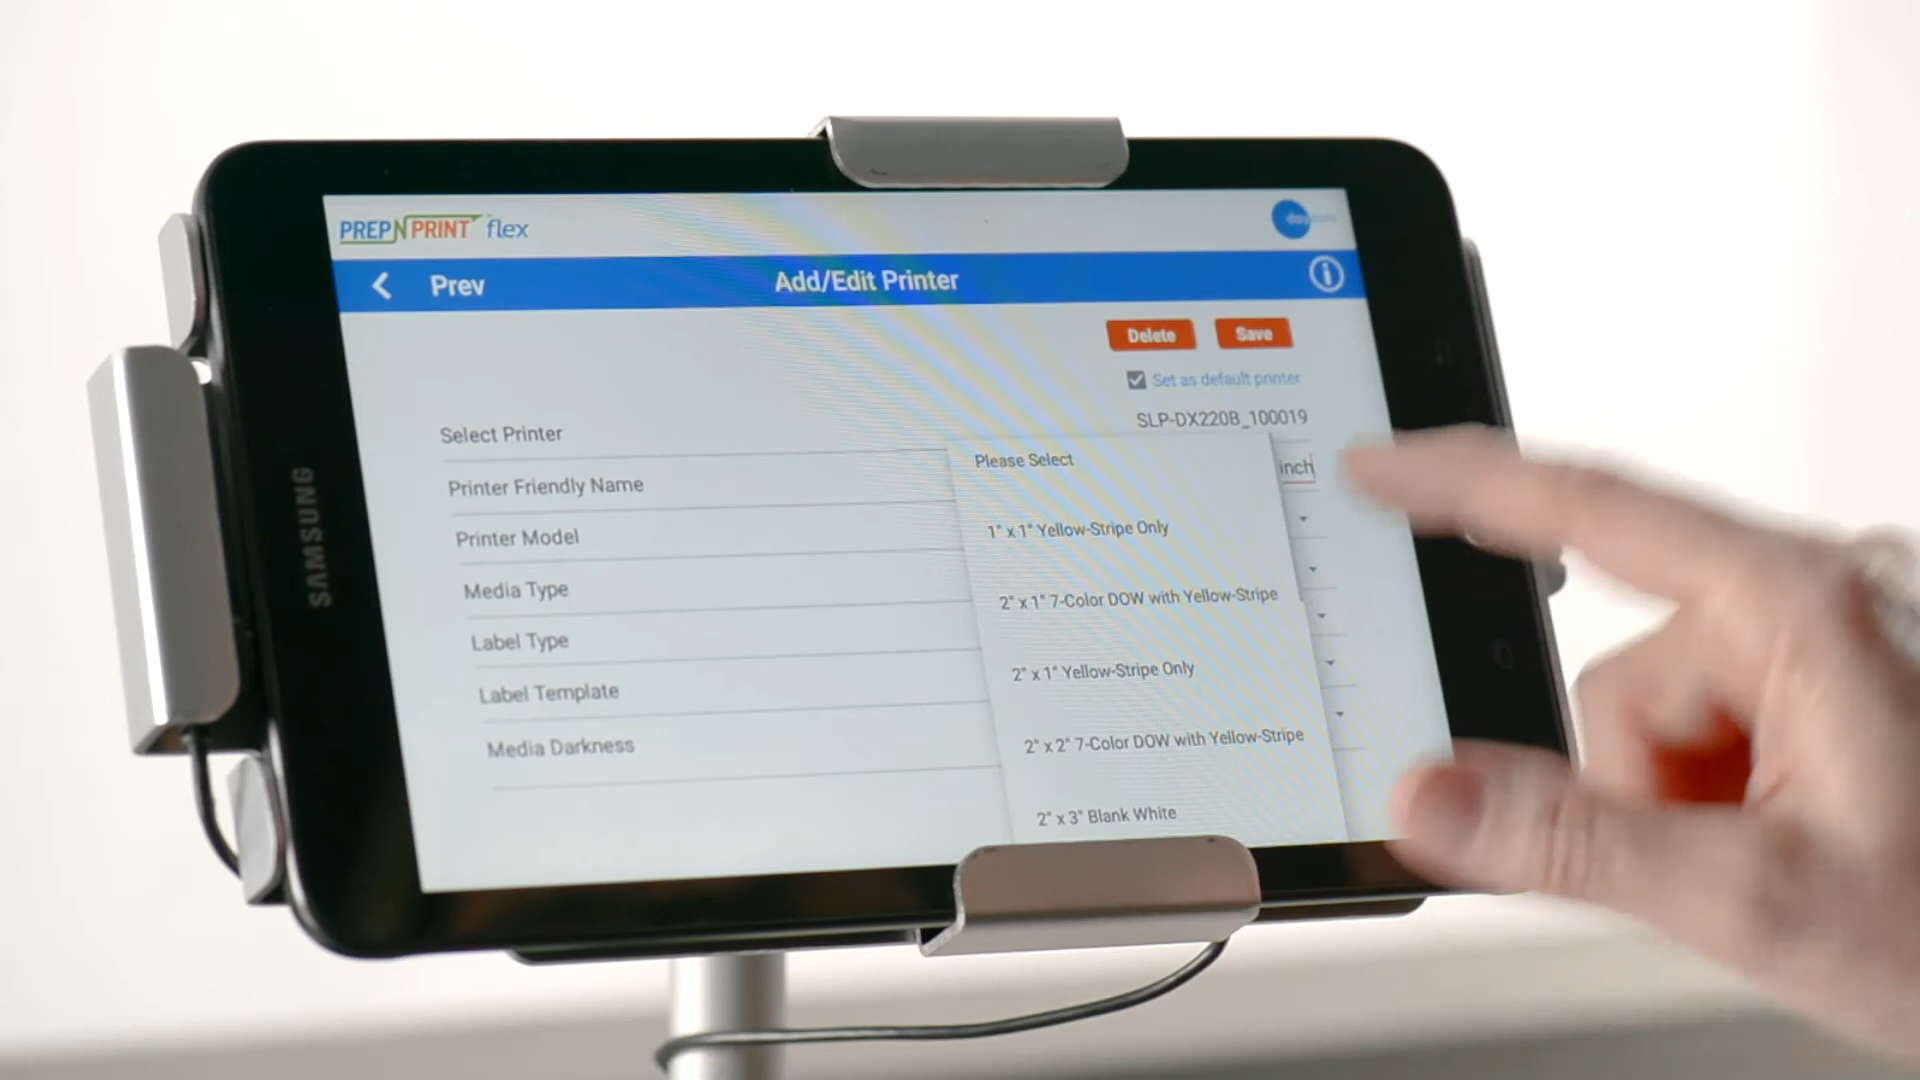 PREPNPRINT™ flex
day
Prev
Add/Edit Printer
Delete
Save
Set as default printer
Select Printer
SLP-DX220B_100019
Printer Friendly Name
inch
Printer Model
Media Type
Label Type
Label Template
Media Darkness
Please Select
1" x 1" Yellow-Stripe Only
2" x 1" 7-Color DOW with Yellow-Stripe
2" x 1" Yellow-Stripe Only
2" x 2" 7-Color DOW with Yellow-Stripe
2" x 3" Blank White
SAMSUNG